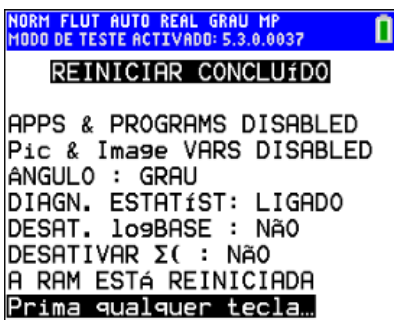 NORM FLUT AUTO REAL GRAU MP
MODO DE TESTE ACTIVADO: 5.3.0.0037
REINICIAR CONCLUíDO
APPS & PROGRAMS DISABLED
Pic & Image VARS DISABLED
ÂNGULO : GRAU
DIAGN. ESTATíST: LIGADO
DESAT. logBASE : NÃO
DESATIVAR Σ( : NÃO
A RAM ESTÁ REINICIADA
Prima qualquer tecla…